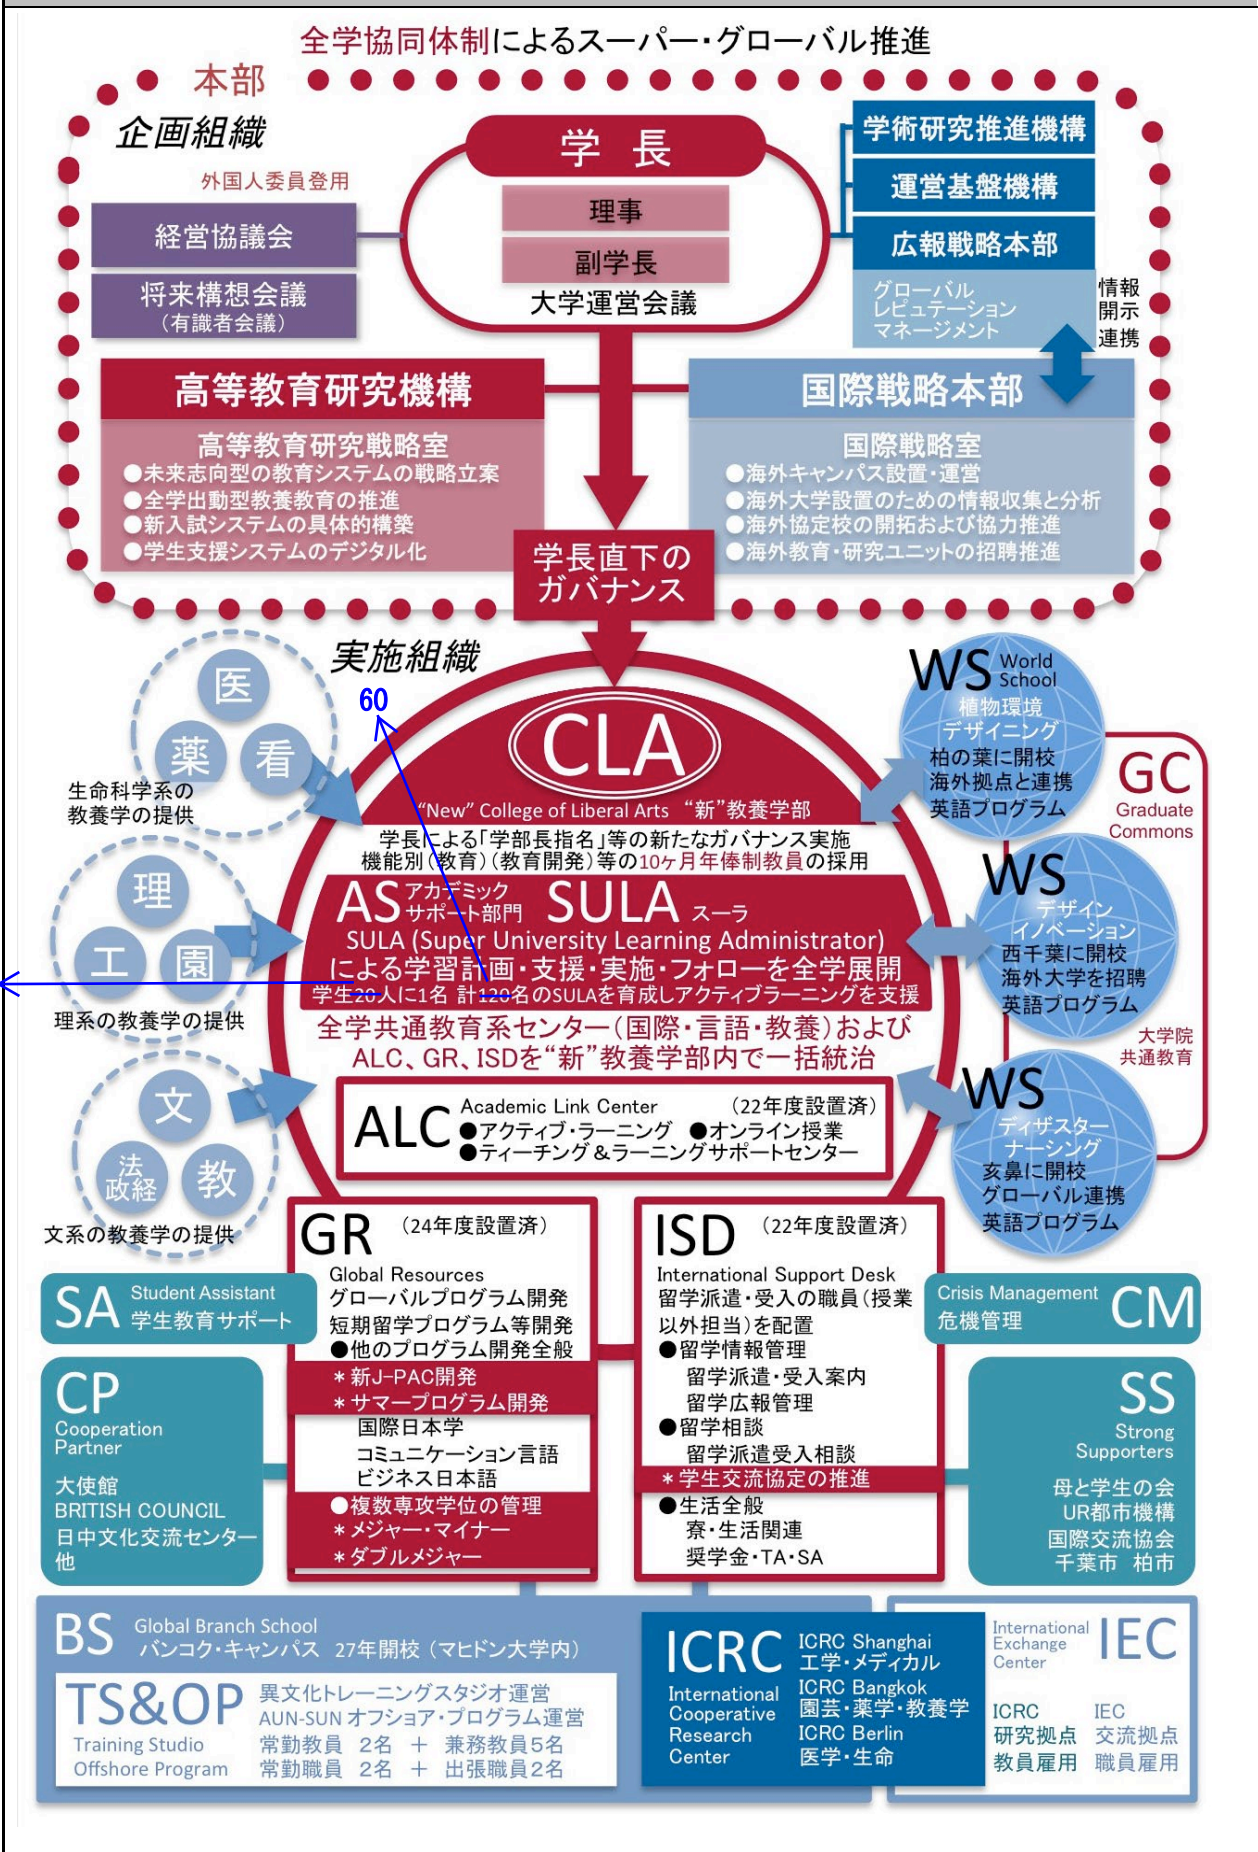 全学協同体制によるスーパー・グローバル推進
本部
企画組織
外国人委員登用
経営協議会
将来構想会議
(有識者会議)
学 長
理事
副学長
大学運営会議
学術研究推進機構
運営基盤機構
広報戦略本部
グローバル
レピュテーション
マネージメント
情報
開示
連携
高等教育研究機構
高等教育研究戦略室
●未来志向型の教育システムの戦略立案
●全学出動型教養教育の推進
●新入試システムの具体的構築
●学生支援システムのデジタル化
国際戦略本部
国際戦略室
●海外キャンパス設置・運営
●海外大学設置のための情報収集と分析
●海外協定校の開拓および協力推進
●海外教育・研究ユニットの招聘推進
学長直下の
ガバナンス
実施組織
60
医
薬
看
生命科学系の
教養学の提供
理
工
園
理系の教養学の提供
文
法
政経
教
文系の教養学の提供
CLA
“New” College of Liberal Arts “新”教養学部
学長による「学部長指名」等の新たなガバナンス実施
機能別(教育)(教育開発)等の10ヶ月年俸制教員の採用
AS アカデミック
サポート部門
SULA スーラ
SULA (Super University Learning Administrator)
による学習計画・支援・実施・フォローを全学展開
学生20人に1名 計120名のSULAを育成しアクティブラーニングを支援
全学共通教育系センター(国際・言語・教養)および
ALC、GR、ISDを“新”教養学部内で一括統治
ALC Academic Link Center (22年度設置済)
●アクティブ・ラーニング ●オンライン授業
●ティーチング&ラーニングサポートセンター
WS World
School
植物環境
デザイニング
柏の葉に開校
海外拠点と連携
英語プログラム
GC
Graduate
Commons
WS
デザイン
イノベーション
西千葉に開校
海外大学を招聘
英語プログラム
大学院
共通教育
WS
ディザスター
ナーシング
亥鼻に開校
グローバル連携
英語プログラム
GR (24年度設置済)
Global Resources
グローバルプログラム開発
短期留学プログラム等開発
●他のプログラム開発全般
*新J-PAC開発
*サマープログラム開発
国際日本学
コミュニケーション言語
ビジネス日本語
●複数専攻学位の管理
*メジャー・マイナー
*ダブルメジャー
ISD (22年度設置済)
International Support Desk
留学派遣・受入の職員(授業
以外担当)を配置
●留学情報管理
留学派遣・受入案内
留学広報管理
●留学相談
留学派遣受入相談
*学生交流協定の推進
●生活全般
寮・生活関連
奨学金・TA・SA
SA Student Assistant
学生教育サポート
CP
Cooperation
Partner
大使館
BRITISH COUNCIL
日中文化交流センター
他
Crisis Management
危機管理
CM
SS
Strong
Supporters
母と学生の会
UR都市機構
国際交流協会
千葉市 柏市
BS Global Branch School
バンコク・キャンパス 27年開校(マヒドン大学内)
TS&OP
Training Studio
Offshore Program
異文化トレーニングスタジオ運営
AUN-SUN オフショア・プログラム運営
常勤教員 2名 + 兼務教員5名
常勤職員 2名 + 出張職員2名
ICRC
International
Cooperative
Research
Center
ICRC Shanghai
工学・メディカル
ICRC Bangkok
園芸・薬学・教養学
ICRC Berlin
医学・生命
International
Exchange
Center
IEC
ICRC
研究拠点
教員雇用
IEC
交流拠点
職員雇用